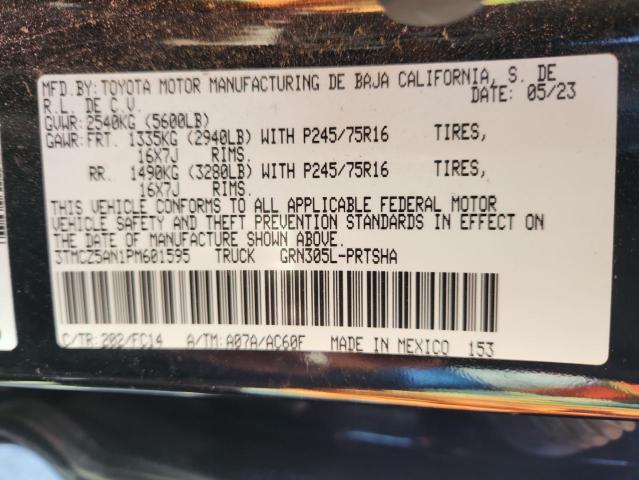 MFD.BY: TOYOTA MOTOR MANUFACTURING DE BAJA CALIFORNIA, S. DE
R.L. DE C.V. DATE: 05/23
GVWR: 2540KG (5600LB)
GAWR: FRT. 1335KG (2940LB) WITH P245/75R16 TIRES,
16X7J RIMS.
RR. 1490KG (3280LB) WITH P245/75R16 TIRES,
16X7J RIMS.
THIS VEHICLE CONFORMS TO ALL APPLICABLE FEDERAL MOTOR
VEHICLE SAFETY AND THEFT PREVENTION STANDARDS IN EFFECT ON
THE DATE OF MANUFACTURE SHOWN ABOVE.
3TMCZ5AN1PM601595 TRUCK GRN305L-PRTSHA
C/TR: 202/FC14 A/TM: A07A/AC60F MADE IN MEXICO 153